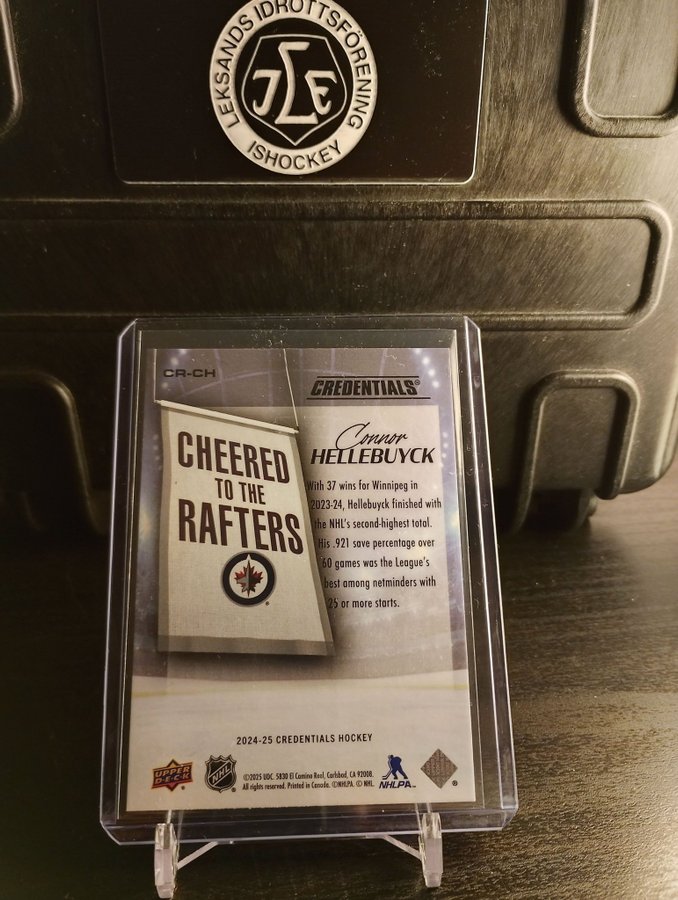 LEKSANDS IDROTTSFÖRENING
ILE
ISHOCKEY
CR-CH
CREDENTIALS®
CHEERED
TO THE
RAFTERS
Connor
HELLEBUYCK
With 37 wins for Winnipeg in
2023-24, Hellebuyck finished with
the NHL's second-highest total.
His .921 save percentage over
60 games was the League's
best among netminders with
25 or more starts.
2024-25 CREDENTIALS HOCKEY
UPPER
DECK
NHL
©2025 UDC. 5830 El Camino Real, Carlsbad, CA 92008.
All rights reserved. Printed in Canada. ©NHLPA. © NHL.
NHLPA